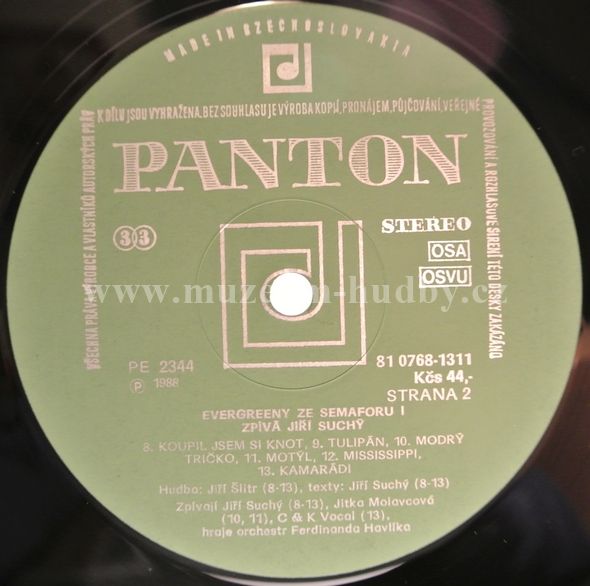 MADE IN CZECHOSLOVAKIA
VŠECHNA PRÁVA VÝROBCE A VLASTNÍKŮ AUTORSKÝCH PRÁV
K DÍLU JSOU VYHRAŽENA. BEZ SOUHLASU JE VÝROBA KOPIÍ, PRONÁJEM, PŮJČOVÁNÍ, VEŘEJNÉ
PROVOZOVÁNÍ A ROZHLASOVÉ ŠÍŘENÍ TÉTO DESKY ZAKÁZÁNO
PANTON
33
STEREO
OSA
OSVU
www.muzeum-hudby.cz
PE 2344
Ⓟ 1988
81 0768-1311
Kčs 44,-
STRANA 2
EVERGREENY ZE SEMAFORU I
ZPÍVÁ JIŘÍ SUCHÝ
8. KOUPIL JSEM SI KNOT, 9. TULIPÁN, 10. MODRÝ
TRIČKO, 11. MOTÝL, 12. MISSISSIPPI,
13. KAMARÁDI
Hudba: Jiří Šlitr (8-13), texty: Jiří Suchý (8-13)
Zpívají Jiří Suchý (8-13), Jitka Molavcová
(10, 11), C & K Vocal (13),
hraje orchestr Ferdinanda Havlíka